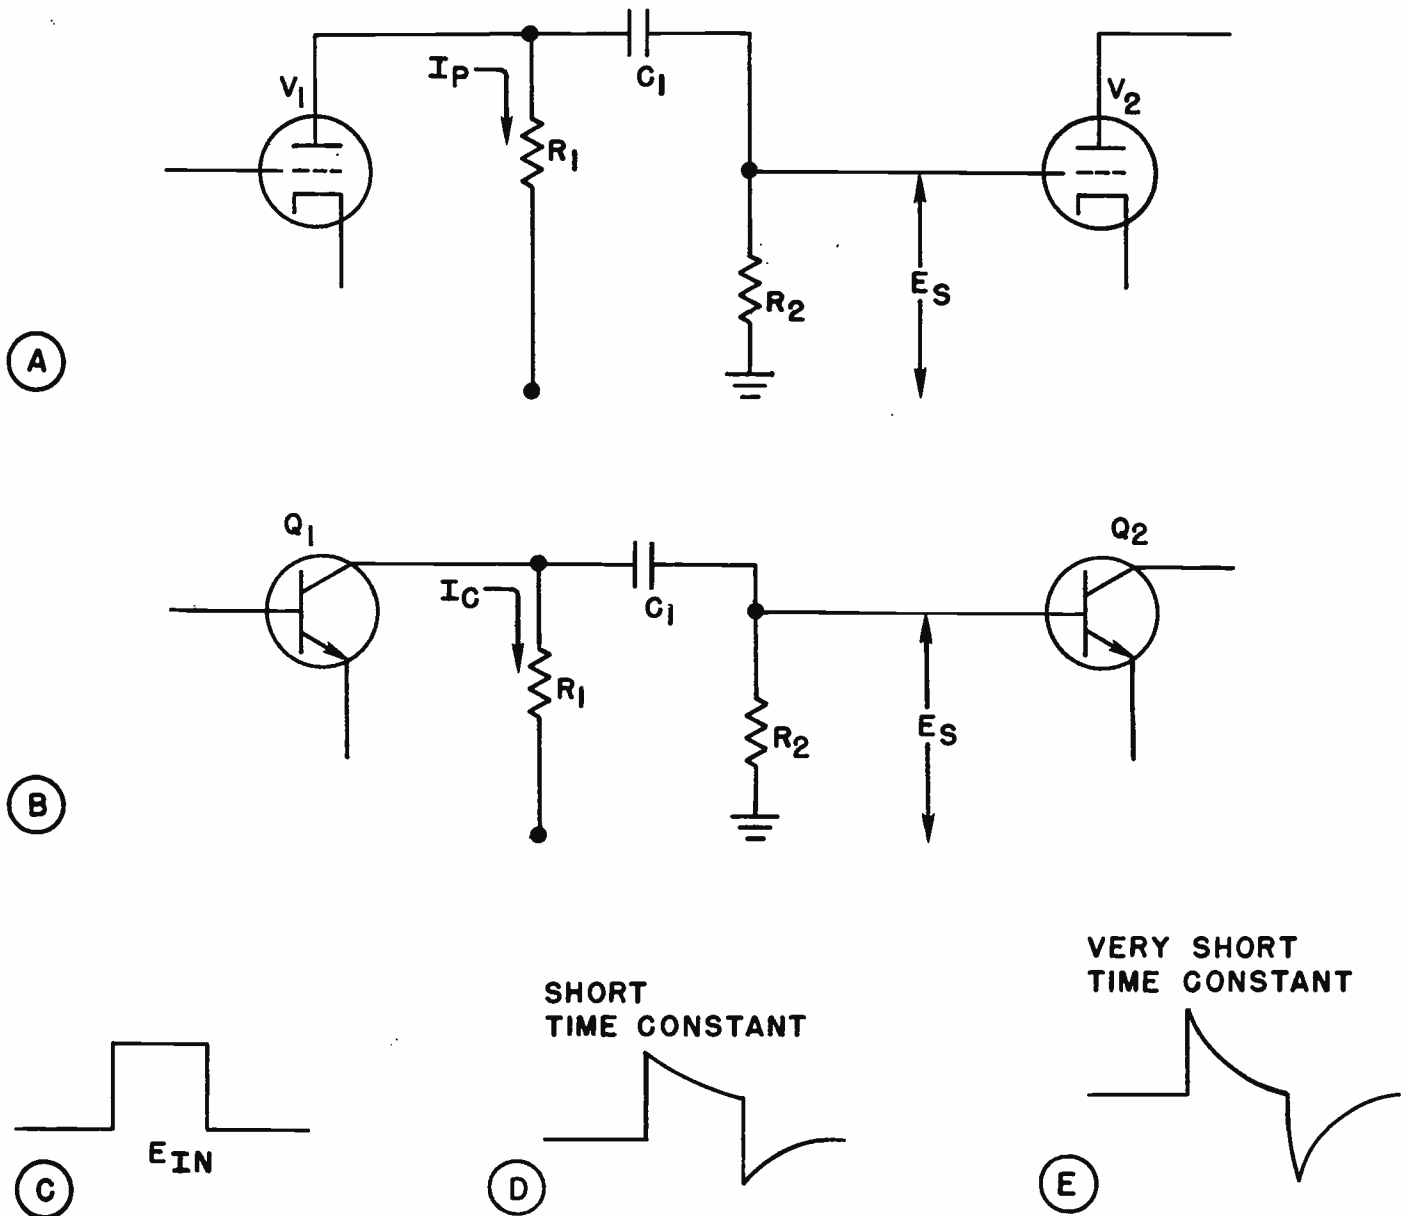 V1
IP
R1
C1
V2
R2
ES
A
Q1
IC
R1
C1
Q2
R2
ES
B
VERY SHORT
TIME CONSTANT
SHORT
TIME CONSTANT
EIN
C
D
E